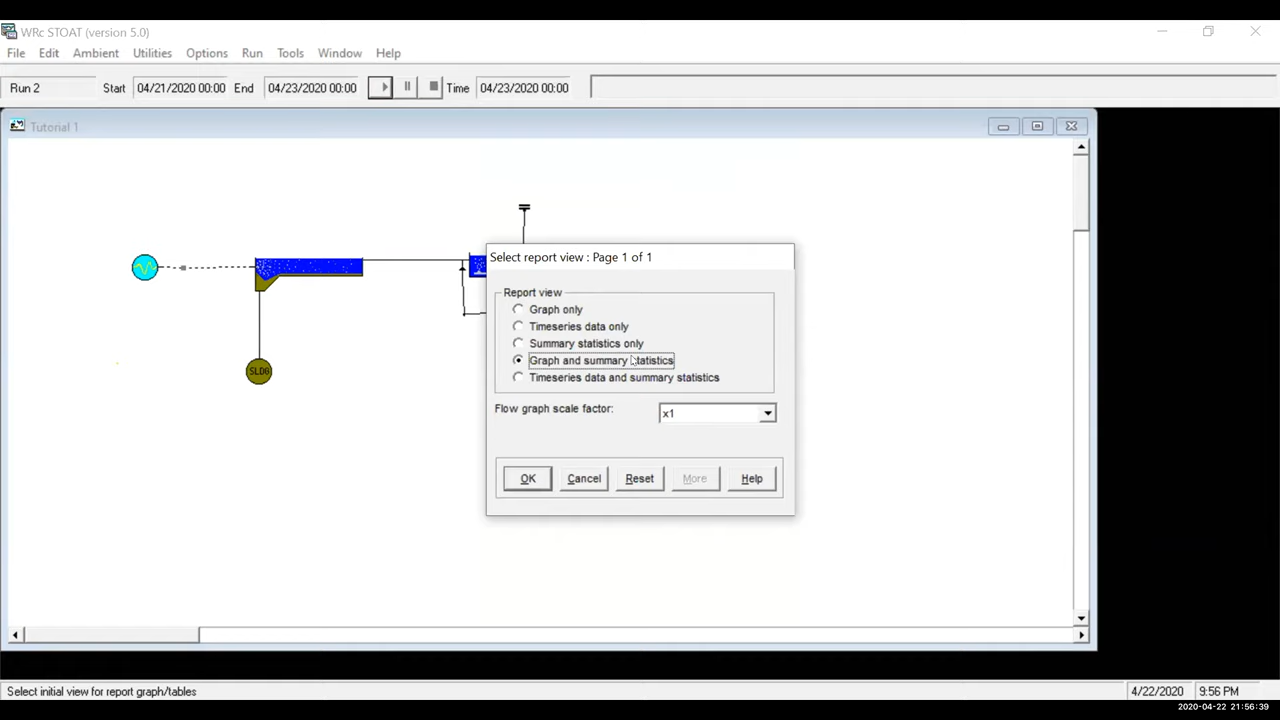 WRc STOAT (version 5.0)
File Edit Ambient Utilities Options Run Tools Window Help
Run 2 Start 04/21/2020 00:00 End 04/23/2020 00:00 Time 04/23/2020 00:00
Tutorial 1
Select report view : Page 1 of 1
Report view
Graph only
Timeseries data only
Summary statistics only
Graph and summary statistics
Timeseries data and summary statistics
Flow graph scale factor: x1
OK Cancel Reset More Help
SLDG
Select initial view for report graph/tables 4/22/2020 9:56 PM
2020-04-22 21:56:39